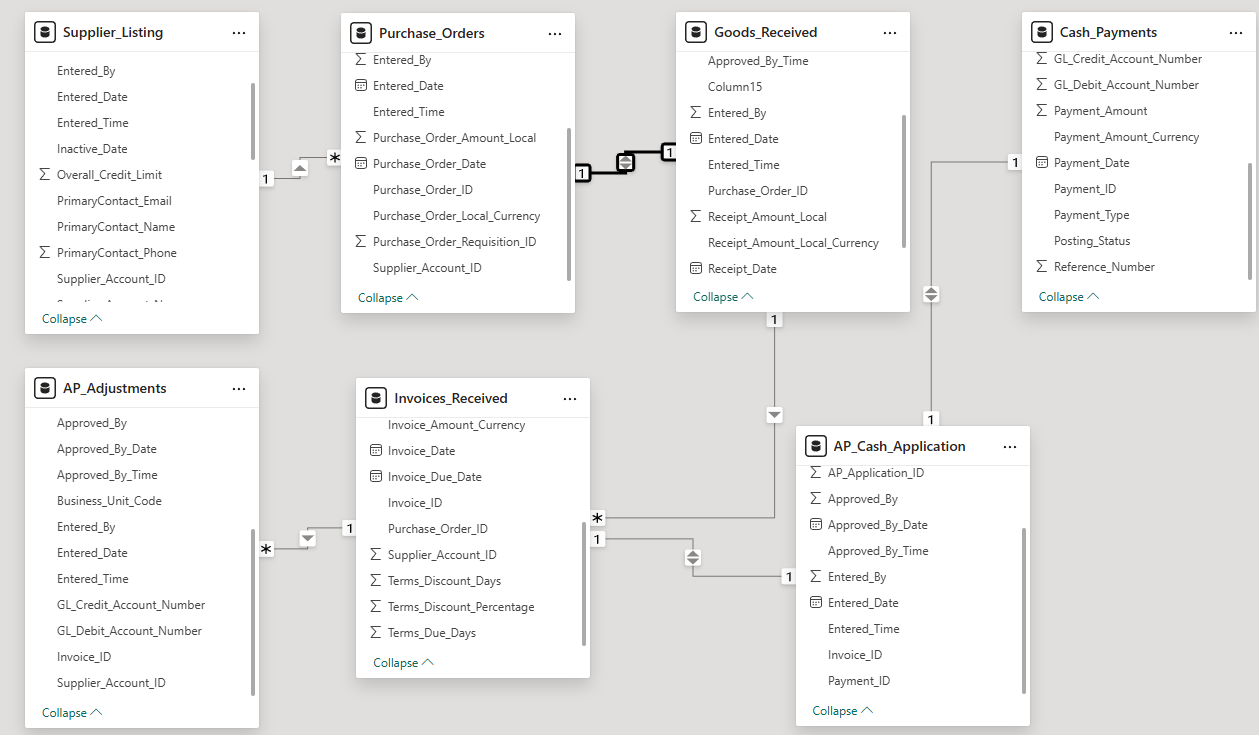 Supplier_Listing
Entered_By
Entered_Date
Entered_Time
Inactive_Date
Overall_Credit_Limit
PrimaryContact_Email
PrimaryContact_Name
PrimaryContact_Phone
Supplier_Account_ID
Collapse
1
*
Purchase_Orders
Entered_By
Entered_Date
Entered_Time
Purchase_Order_Amount_Local
Purchase_Order_Date
Purchase_Order_ID
Purchase_Order_Local_Currency
Purchase_Order_Requisition_ID
Supplier_Account_ID
Collapse
1
1
Goods_Received
Approved_By_Time
Column15
Entered_By
Entered_Date
Entered_Time
Purchase_Order_ID
Receipt_Amount_Local
Receipt_Amount_Local_Currency
Receipt_Date
Collapse
1
Cash_Payments
GL_Credit_Account_Number
GL_Debit_Account_Number
Payment_Amount
Payment_Amount_Currency
Payment_Date
Payment_ID
Payment_Type
Posting_Status
Reference_Number
Collapse
1
1
AP_Adjustments
Approved_By
Approved_By_Date
Approved_By_Time
Business_Unit_Code
Entered_By
Entered_Date
Entered_Time
GL_Credit_Account_Number
GL_Debit_Account_Number
Invoice_ID
Supplier_Account_ID
Collapse
*
1
Invoices_Received
Invoice_Amount_Currency
Invoice_Date
Invoice_Due_Date
Invoice_ID
Purchase_Order_ID
Supplier_Account_ID
Terms_Discount_Days
Terms_Discount_Percentage
Terms_Due_Days
Collapse
*
1
1
AP_Cash_Application
AP_Application_ID
Approved_By
Approved_By_Date
Approved_By_Time
Entered_By
Entered_Date
Entered_Time
Invoice_ID
Payment_ID
Collapse